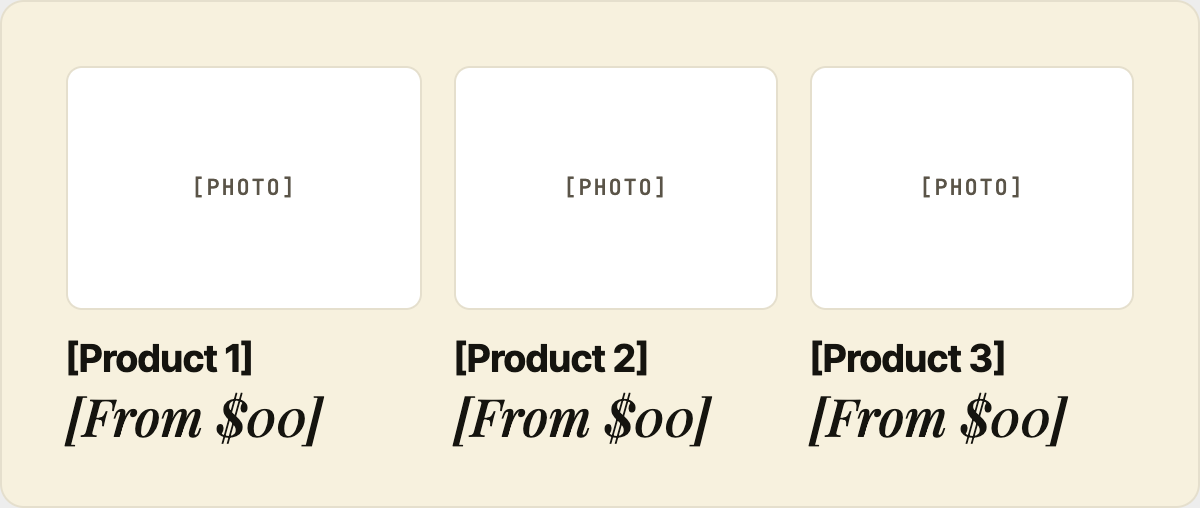 [PHOTO] [PHOTO] [PHOTO]
[Product 1] [Product 2] [Product 3]
[From $00] [From $00] [From $00]